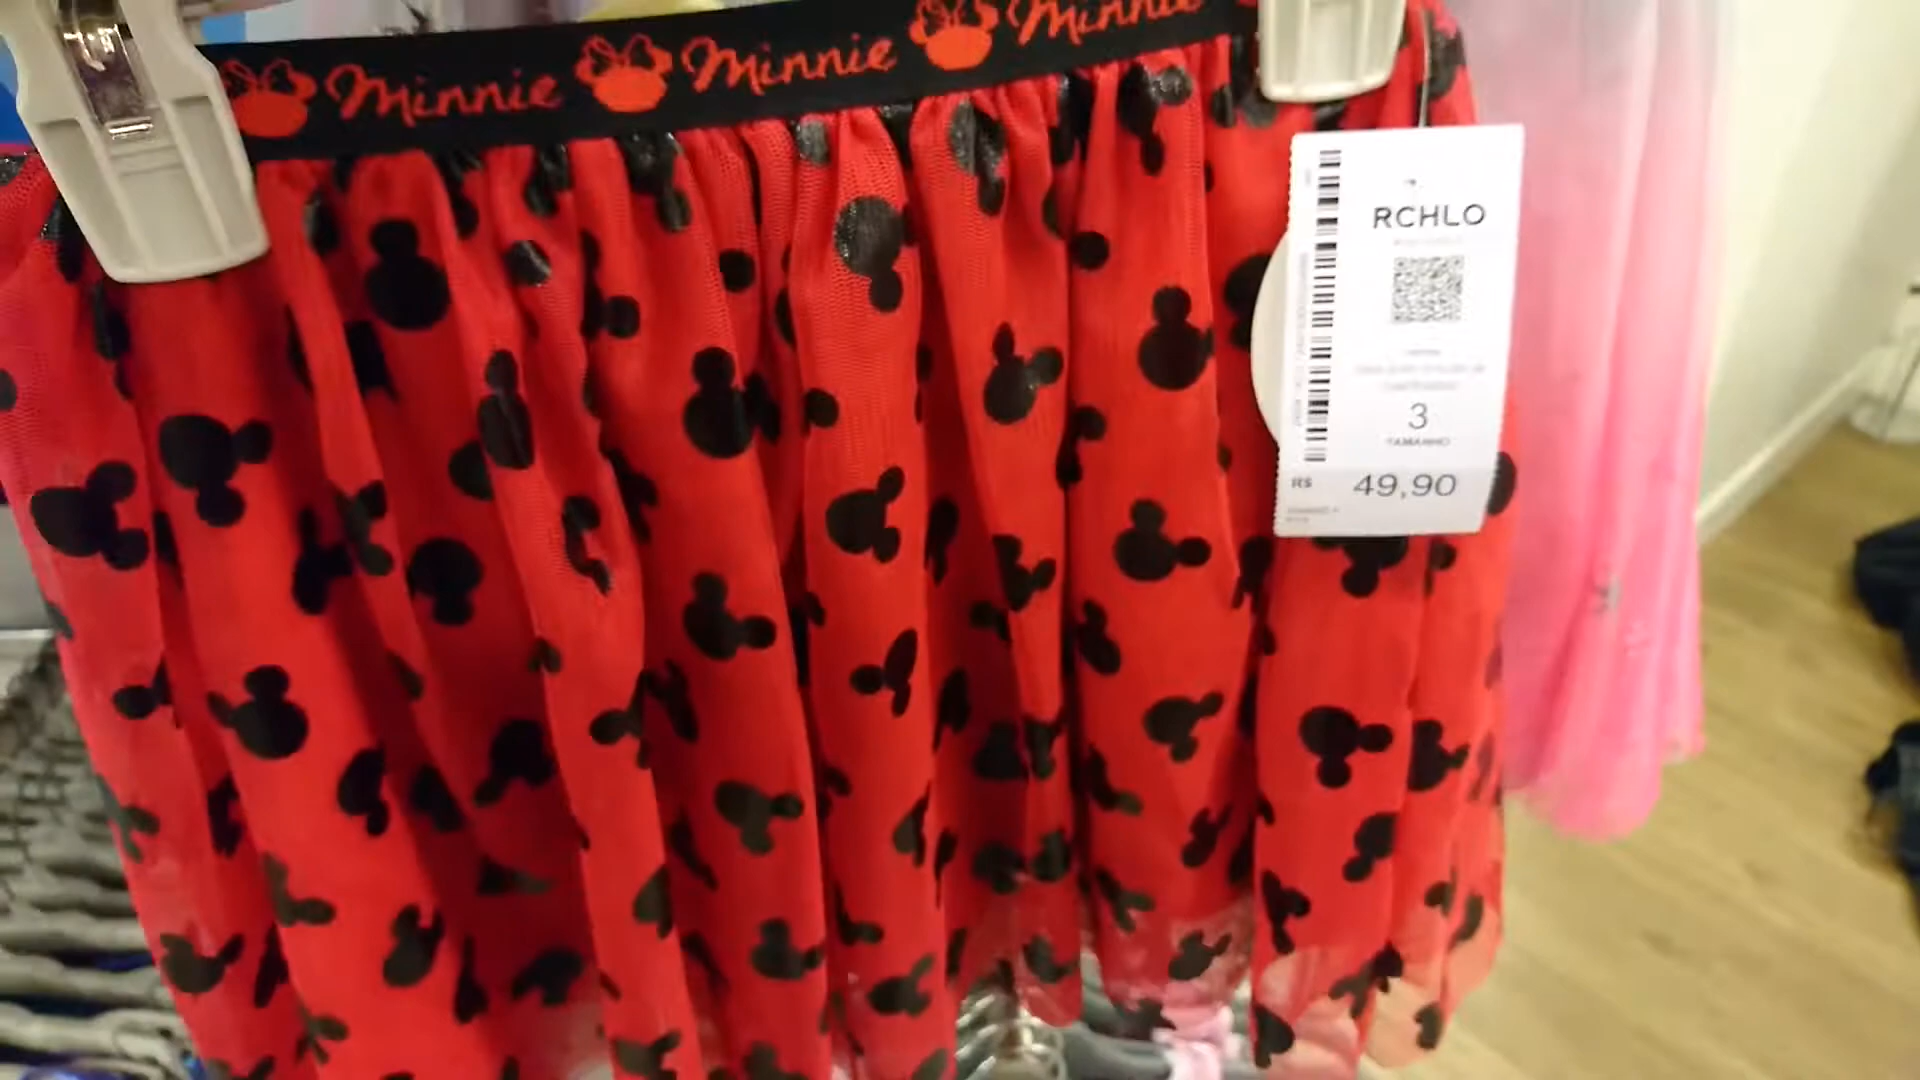 Minnie Minnie Minnie
RCHLO
3
TAMANHO
R$ 49,90